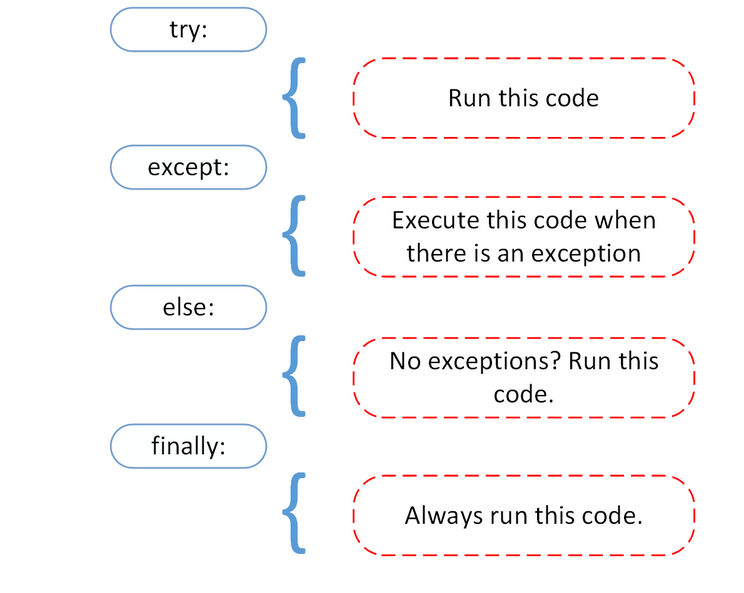 try:
Run this code
except:
Execute this code when
there is an exception
else:
No exceptions? Run this
code.
finally:
Always run this code.